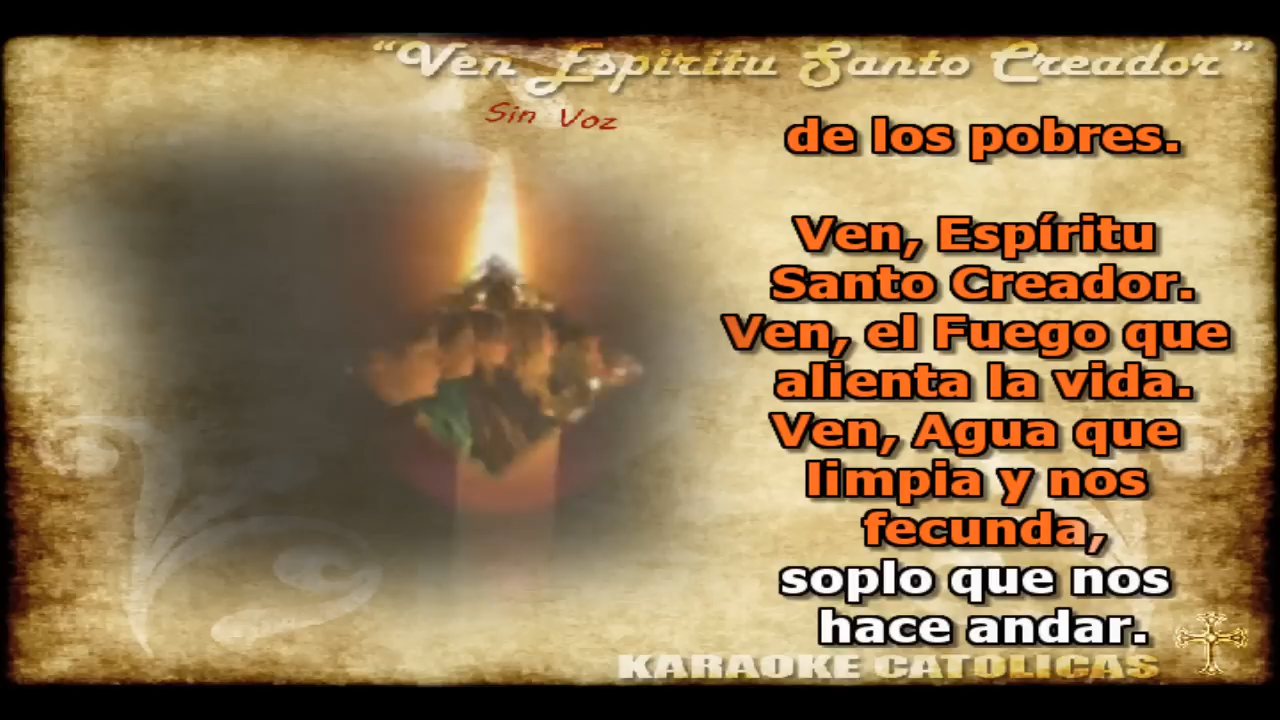 “Ven Espiritu Santo Creador”
Sin Voz
de los pobres.
Ven, Espíritu
Santo Creador.
Ven, el Fuego que
alienta la vida.
Ven, Agua que
limpia y nos
fecunda,
soplo que nos
hace andar.
KARAOKE CATOLICAS